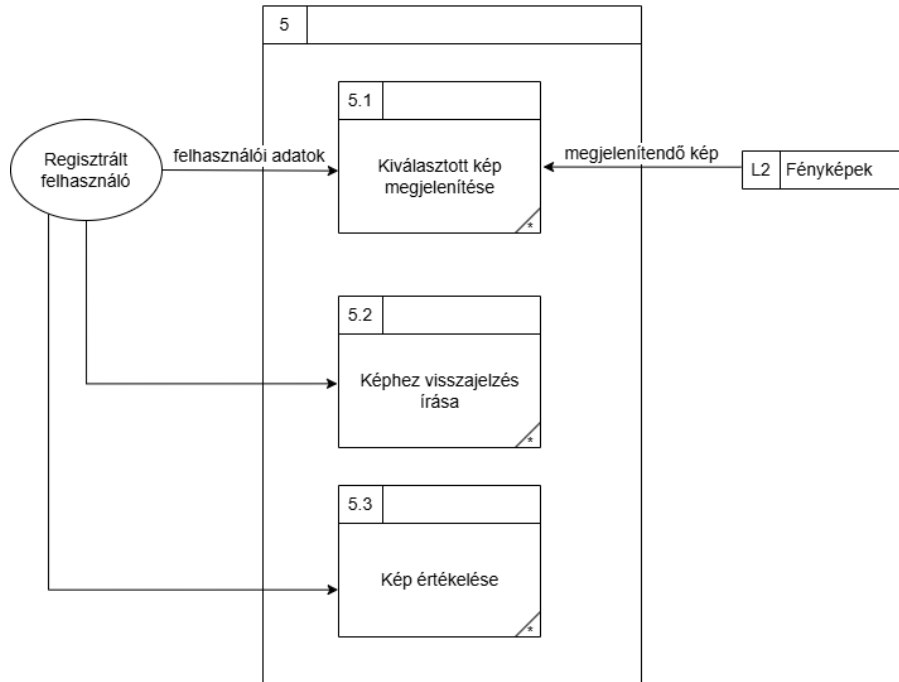 5
5.1
Regisztrált
felhasználó
felhasználói adatok
Kiválasztott kép
megjelenítése
*
megjelenítendő kép
L2 Fényképek
5.2
Képhez visszajelzés
írása
*
5.3
Kép értékelése
*